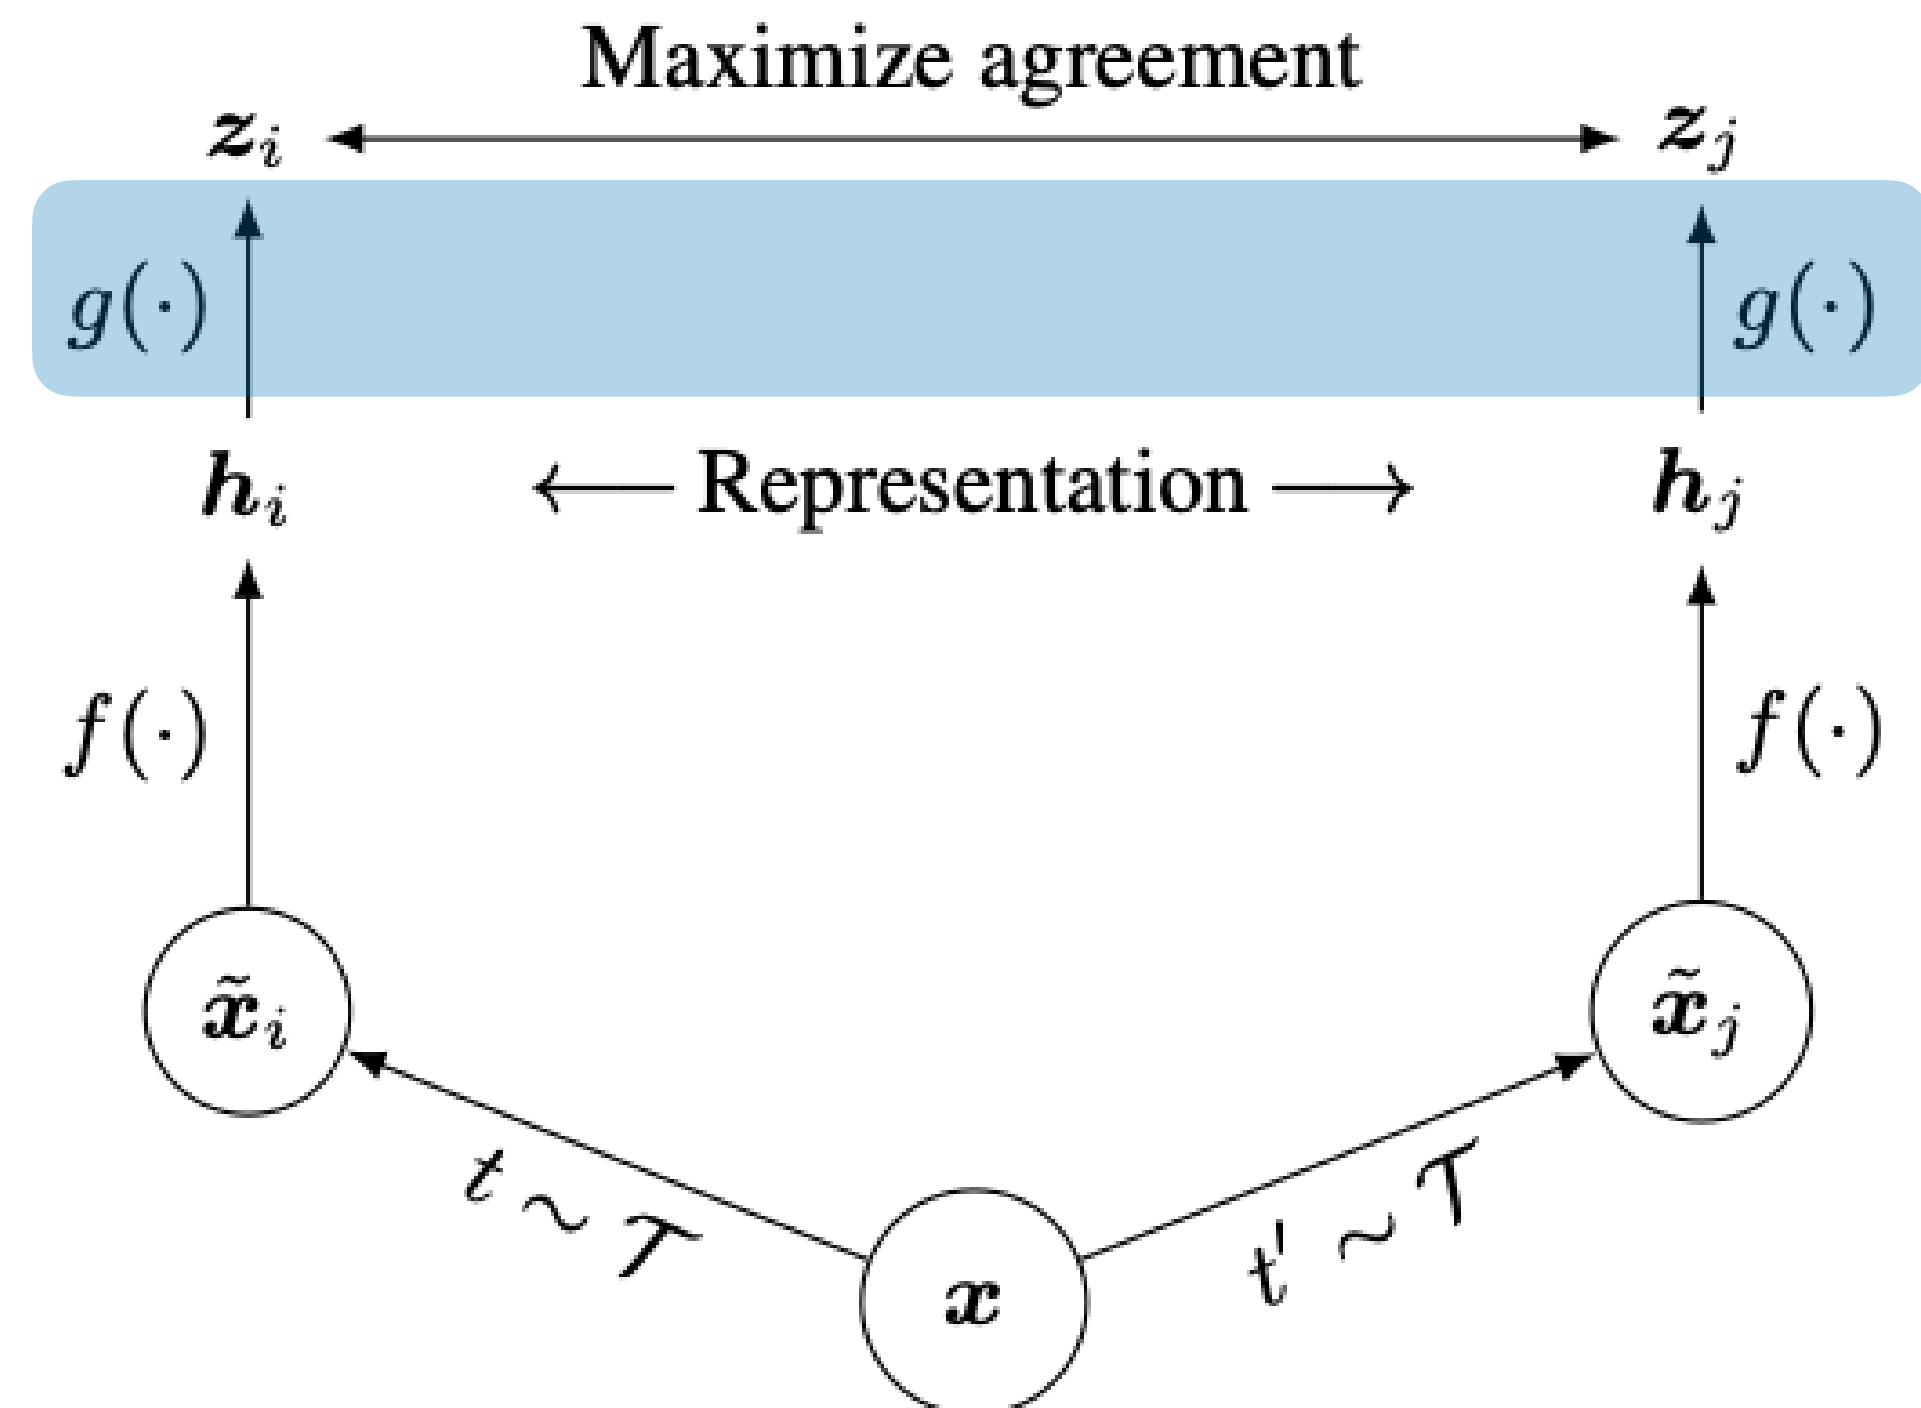 Maximize agreement
z_i z_j
g(·) g(·)
h_i ← Representation → h_j
f(·) f(·)
x̃_i x̃_j
t ~ 𝒯 t′ ~ 𝒯
x